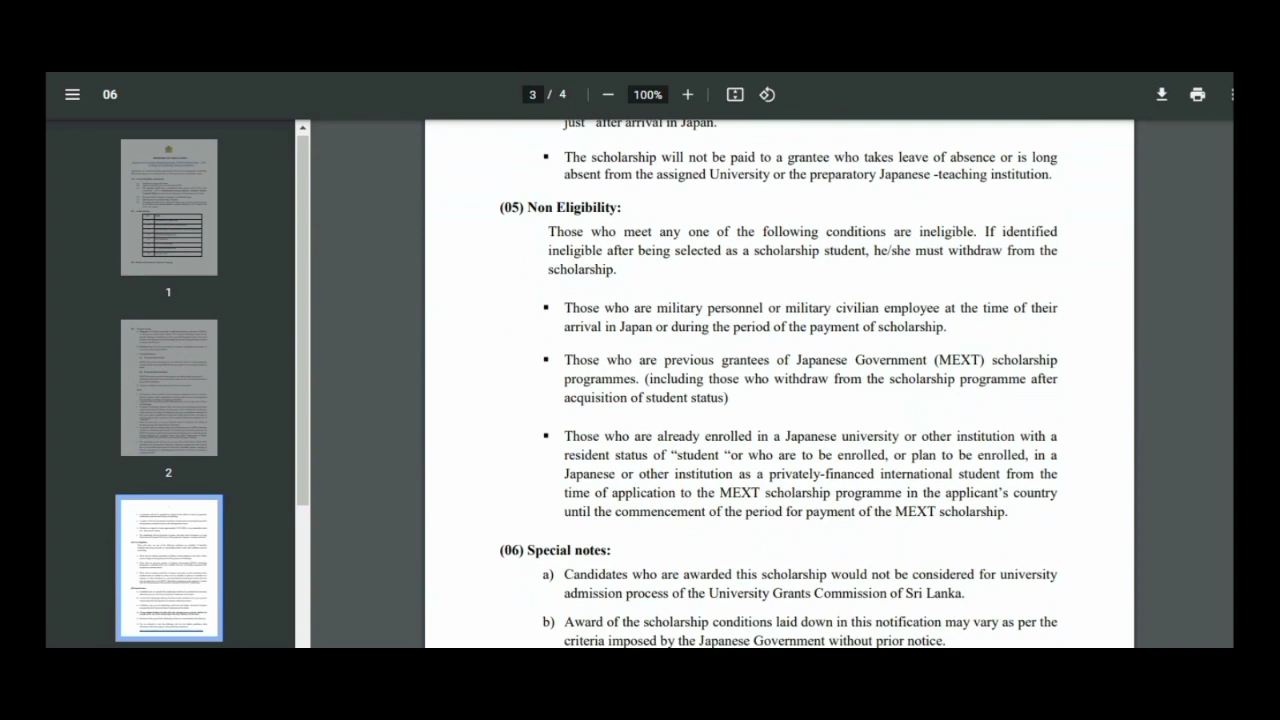 06
3 / 4
100%
just  after arrival in Japan.
▪ The scholarship will not be paid to a grantee who takes leave of absence or is long
absent from the assigned University or the preparatory Japanese -teaching institution.
(05) Non Eligibility:
Those who meet any one of the following conditions are ineligible. If identified
ineligible after being selected as a scholarship student, he/she must withdraw from the
scholarship.
▪ Those who are military personnel or military civilian employee at the time of their
arrival in Japan or during the period of the payment of scholarship.
▪ Those who are previous grantees of Japanese Government (MEXT) scholarship
programmes. (including those who withdraw from the scholarship programme after
acquisition of student status)
▪ Those who are already enrolled in a Japanese university or other institution with a
resident status of “student “or who are to be enrolled, or plan to be enrolled, in a
Japanese or other institution as a privately-financed international student from the
time of application to the MEXT scholarship programme in the applicant’s country
until the commencement of the period for payment of the MEXT scholarship.
(06) Special notes:
a) Candidates who are awarded this scholarship would not be considered for university
admission process of the University Grants Commission of Sri Lanka.
b) Award of the scholarship conditions laid down in this notification may vary as per the
criteria imposed by the Japanese Government without prior notice.
1
2